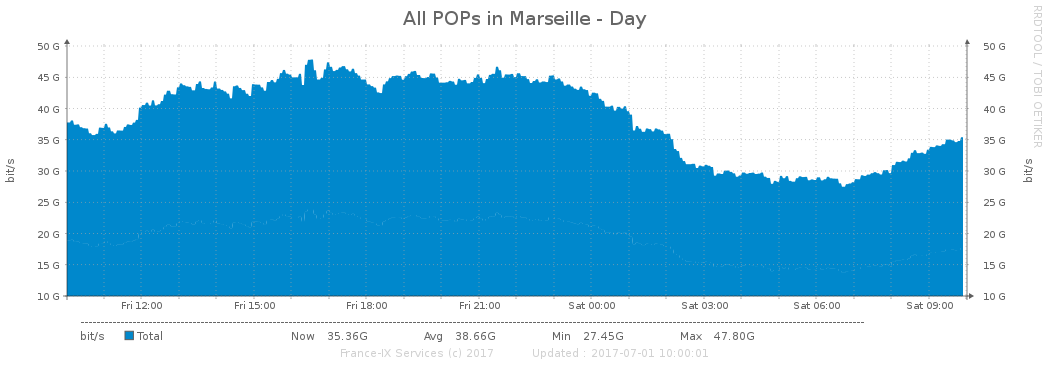 All POPs in Marseille - Day
RRDTOOL / TOBI OETIKER
50 G 50 G
45 G 45 G
40 G 40 G
35 G 35 G
30 G 30 G
25 G 25 G
20 G 20 G
15 G 15 G
10 G 10 G
bit/s bit/s
Fri 12:00 Fri 15:00 Fri 18:00 Fri 21:00 Sat 00:00 Sat 03:00 Sat 06:00 Sat 09:00
bit/s Total Now 35.36G Avg 38.66G Min 27.45G Max 47.80G
France-IX Services (c) 2017 Updated : 2017-07-01 10:00:01